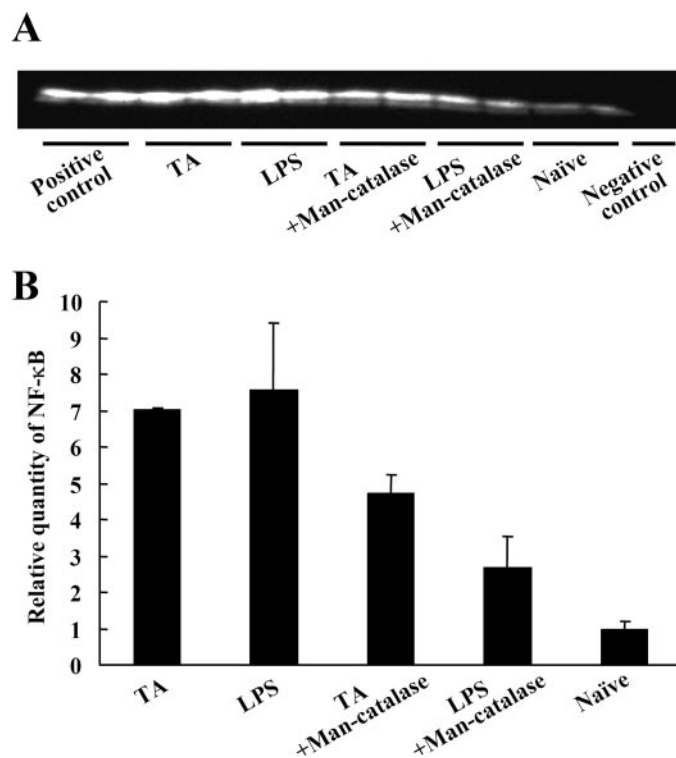 A
Positive
control
TA
LPS
TA
+Man-catalase
LPS
+Man-catalase
Naïve
Negative
control
B
Relative quantity of NF-κB
10
9
8
7
6
5
4
3
2
1
0
TA
LPS
TA
+Man-catalase
LPS
+Man-catalase
Naïve